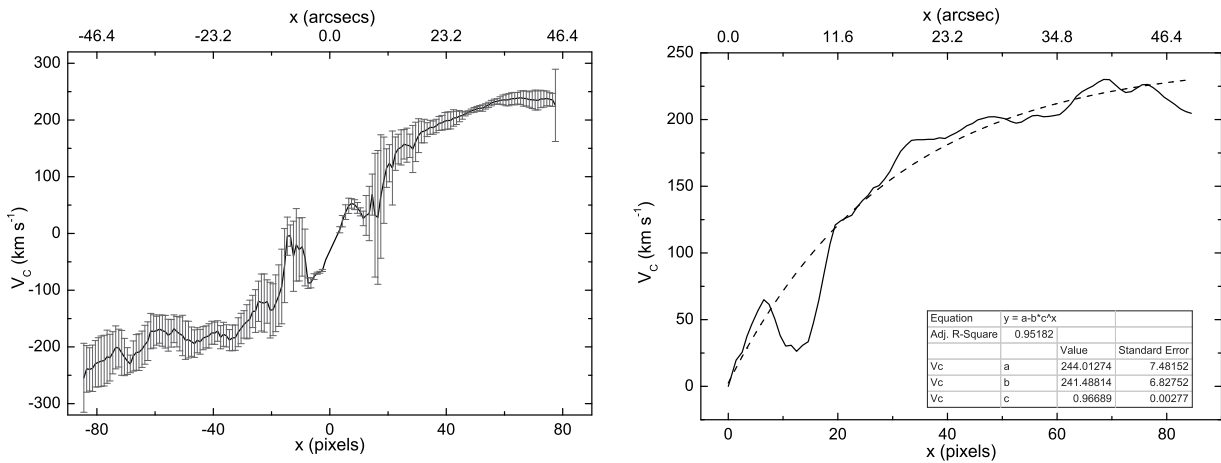 x (arcsecs)
-46.4 -23.2 0.0 23.2 46.4
300
200
100
0
-100
-200
-300
V_C (km s^-1)
-80 -40 0 40 80
x (pixels)
x (arcsec)
0.0 11.6 23.2 34.8 46.4
250
200
150
100
50
0
V_C (km s^-1)
Equation y = a-b*c^x
Adj. R-Square 0.95182
Value Standard Error
Vc a 244.01274 7.48152
Vc b 241.48814 6.82752
Vc c 0.96689 0.00277
0 20 40 60 80
x (pixels)